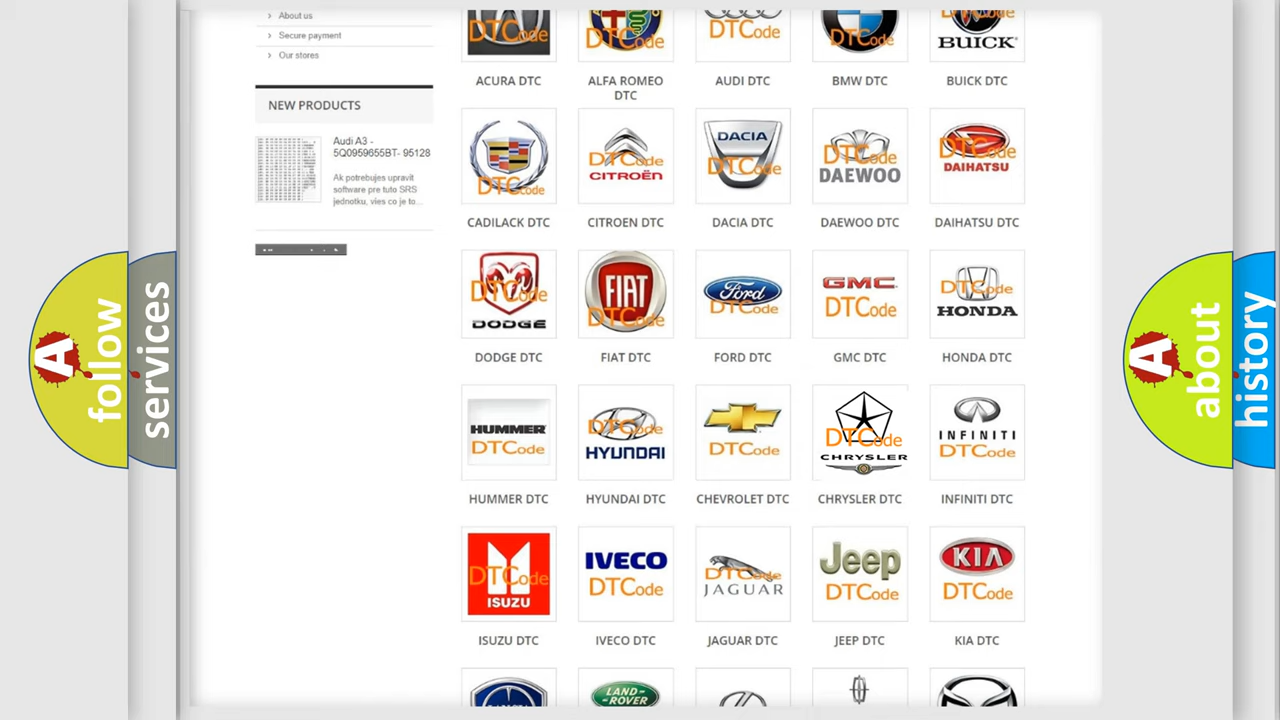 About us
Secure payment
Our stores
NEW PRODUCTS
Audi A3 -
5Q0959655BT- 95128
Ak potrebujes upravit
software pre tuto SRS
jednotku, vies co je to...
DTCode
DTCode
DTCode
DTCode
BUICK
ACURA DTC
ALFA ROMEO
DTC
AUDI DTC
BMW DTC
BUICK DTC
DTCode
DTCode
CITROËN
DACIA
DTCode
DTCode
DAEWOO
DTCode
DAIHATSU
CADILACK DTC
CITROEN DTC
DACIA DTC
DAEWOO DTC
DAIHATSU DTC
DTCode
DODGE
FIAT
DTCode
Ford
DTCode
GMC
DTCode
DTCode
HONDA
DODGE DTC
FIAT DTC
FORD DTC
GMC DTC
HONDA DTC
HUMMER
DTCode
DTCode
HYUNDAI
DTCode
DTCode
CHRYSLER
INFINITI
DTCode
HUMMER DTC
HYUNDAI DTC
CHEVROLET DTC
CHRYSLER DTC
INFINITI DTC
DTCode
ISUZU
IVECO
DTCode
DTCode
JAGUAR
Jeep
DTCode
KIA
DTCode
ISUZU DTC
IVECO DTC
JAGUAR DTC
JEEP DTC
KIA DTC
LAND-
ROVER
A
follow
services
A
about
history